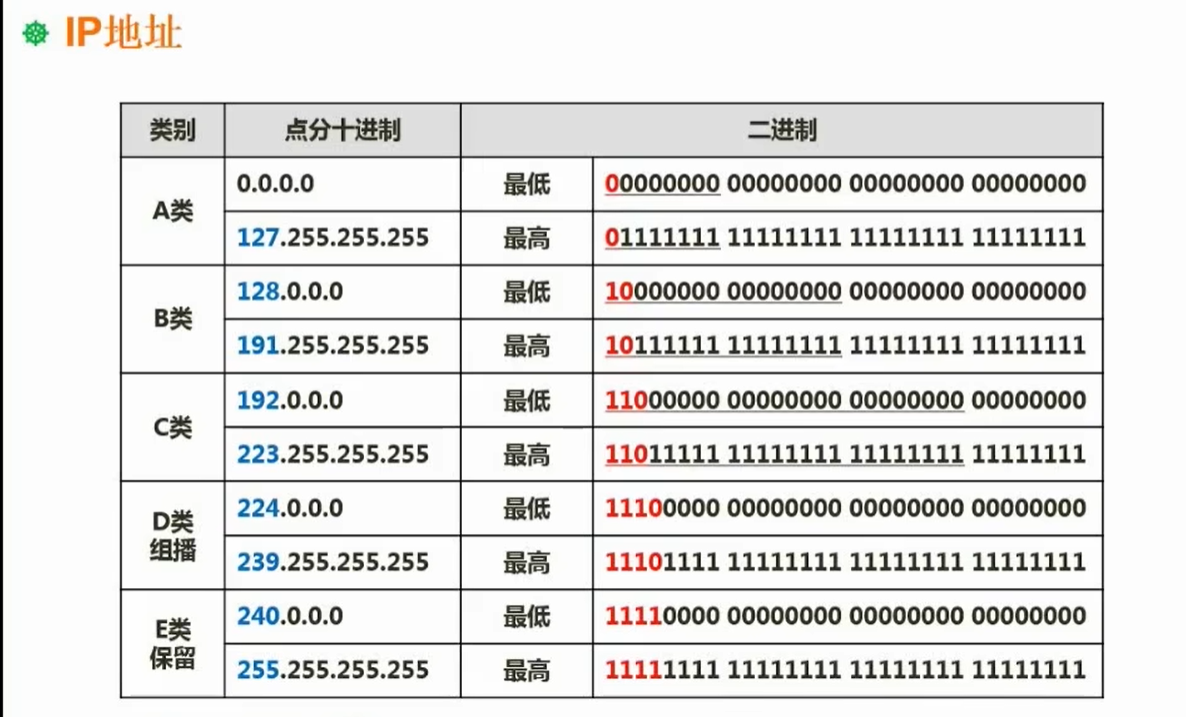 IP地址
类别 点分十进制 二进制
A类 0.0.0.0 最低 00000000 00000000 00000000 00000000
127.255.255.255 最高 01111111 11111111 11111111 11111111
B类 128.0.0.0 最低 10000000 00000000 00000000 00000000
191.255.255.255 最高 10111111 11111111 11111111 11111111
C类 192.0.0.0 最低 11000000 00000000 00000000 00000000
223.255.255.255 最高 11011111 11111111 11111111 11111111
D类 组播 224.0.0.0 最低 11100000 00000000 00000000 00000000
239.255.255.255 最高 11101111 11111111 11111111 11111111
E类 保留 240.0.0.0 最低 11110000 00000000 00000000 00000000
255.255.255.255 最高 11111111 11111111 11111111 11111111